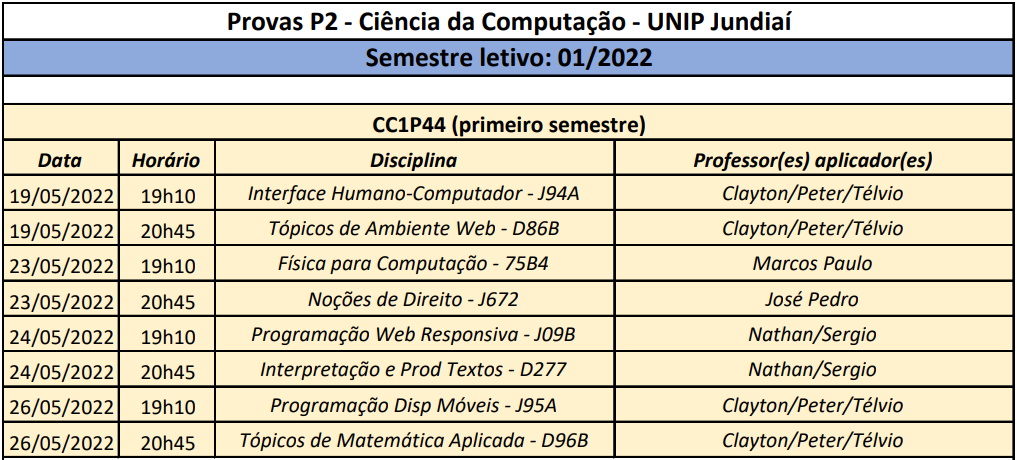 Provas P2 - Ciência da Computação - UNIP Jundiaí
Semestre letivo: 01/2022
CC1P44 (primeiro semestre)
Data Horário Disciplina Professor(es) aplicador(es)
19/05/2022 19h10 Interface Humano-Computador - J94A Clayton/Peter/Télvio
19/05/2022 20h45 Tópicos de Ambiente Web - D86B Clayton/Peter/Télvio
23/05/2022 19h10 Física para Computação - 75B4 Marcos Paulo
23/05/2022 20h45 Noções de Direito - J672 José Pedro
24/05/2022 19h10 Programação Web Responsiva - J09B Nathan/Sergio
24/05/2022 20h45 Interpretação e Prod Textos - D277 Nathan/Sergio
26/05/2022 19h10 Programação Disp Móveis - J95A Clayton/Peter/Télvio
26/05/2022 20h45 Tópicos de Matemática Aplicada - D96B Clayton/Peter/Télvio